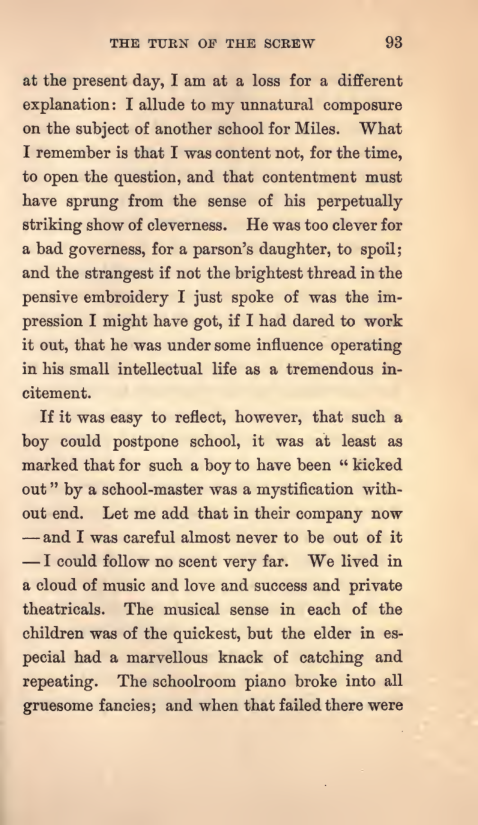 THE TURN OF THE SCREW 93
at the present day, I am at a loss for a different
explanation: I allude to my unnatural composure
on the subject of another school for Miles. What
I remember is that I was content not, for the time,
to open the question, and that contentment must
have sprung from the sense of his perpetually
striking show of cleverness. He was too clever for
a bad governess, for a parson's daughter, to spoil;
and the strangest if not the brightest thread in the
pensive embroidery I just spoke of was the im-
pression I might have got, if I had dared to work
it out, that he was under some influence operating
in his small intellectual life as a tremendous in-
citement.
If it was easy to reflect, however, that such a
boy could postpone school, it was at least as
marked that for such a boy to have been “ kicked
out ” by a school-master was a mystification with-
out end. Let me add that in their company now
— and I was careful almost never to be out of it
— I could follow no scent very far. We lived in
a cloud of music and love and success and private
theatricals. The musical sense in each of the
children was of the quickest, but the elder in es-
pecial had a marvellous knack of catching and
repeating. The schoolroom piano broke into all
gruesome fancies; and when that failed there were